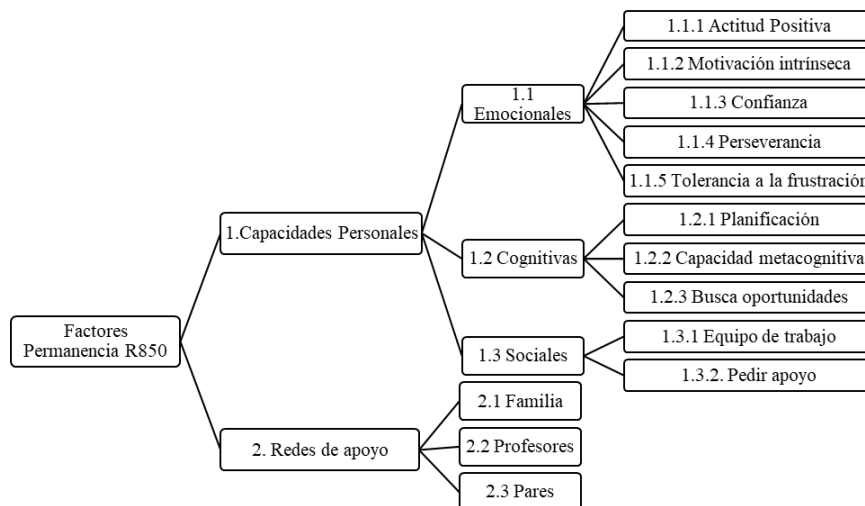 Factores
Permanencia R850
1.Capacidades Personales
1.1
Emocionales
1.1.1 Actitud Positiva
1.1.2 Motivación intrínseca
1.1.3 Confianza
1.1.4 Perseverancia
1.1.5 Tolerancia a la frustración
1.2 Cognitivas
1.2.1 Planificación
1.2.2 Capacidad metacognitiva
1.2.3 Busca oportunidades
1.3 Sociales
1.3.1 Equipo de trabajo
1.3.2. Pedir apoyo
2. Redes de apoyo
2.1 Familia
2.2 Profesores
2.3 Pares